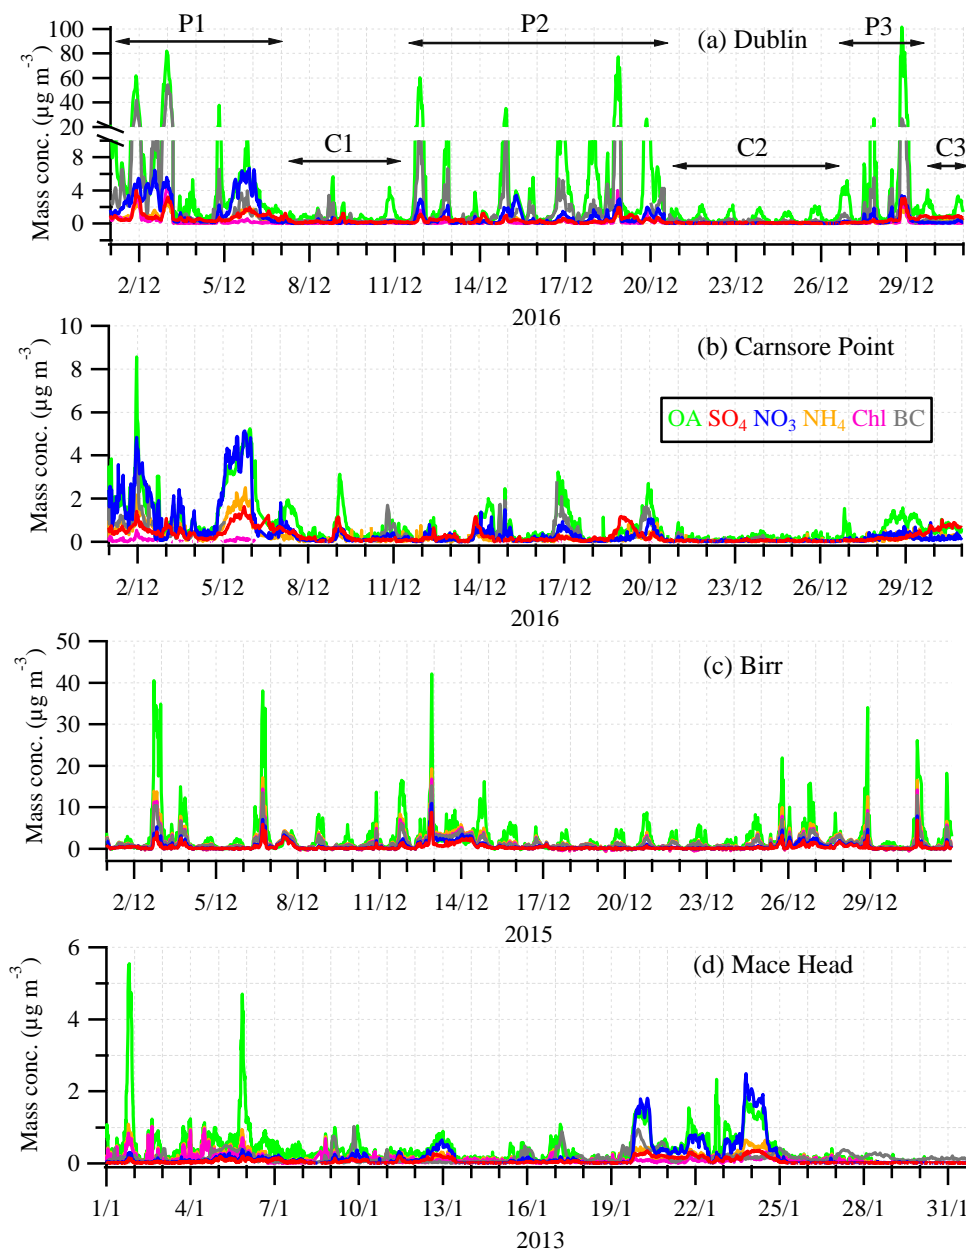 P1 P2 P3
(a) Dublin
C1 C2 C3
Mass conc. (µg m⁻³)
100
80
60
40
20
8
4
0
2/12 5/12 8/12 11/12 14/12 17/12 20/12 23/12 26/12 29/12
2016
(b) Carnsore Point
OA SO₄ NO₃ NH₄ Chl BC
Mass conc. (µg m⁻³)
10
8
6
4
2
0
2/12 5/12 8/12 11/12 14/12 17/12 20/12 23/12 26/12 29/12
2016
(c) Birr
Mass conc. (µg m⁻³)
50
40
30
20
10
0
2/12 5/12 8/12 11/12 14/12 17/12 20/12 23/12 26/12 29/12
2015
(d) Mace Head
Mass conc. (µg m⁻³)
6
4
2
0
1/1 4/1 7/1 10/1 13/1 16/1 19/1 22/1 25/1 28/1 31/1
2013